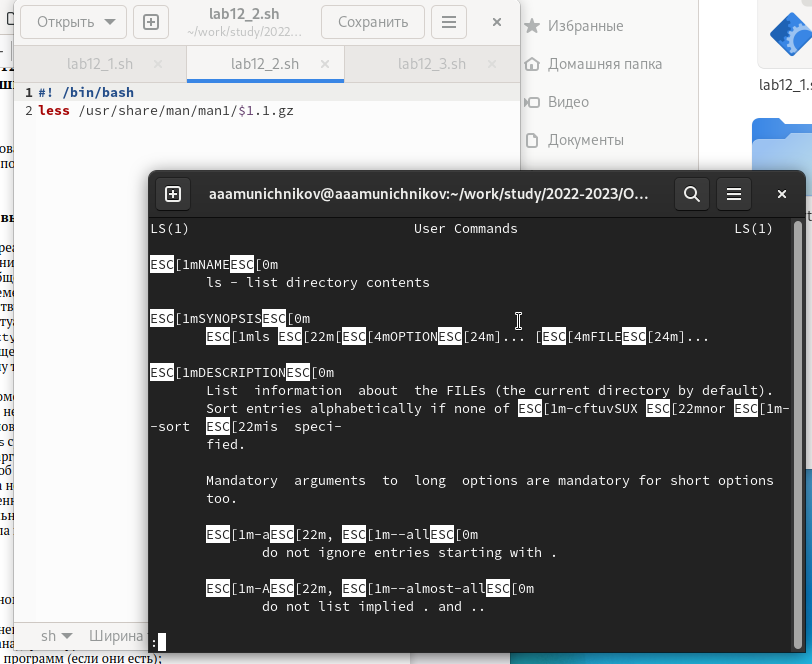 Открыть
lab12_2.sh
~/work/study/2022...
Сохранить
lab12_1.sh
lab12_2.sh
lab12_3.sh
1 #! /bin/bash
2 less /usr/share/man/man1/$1.1.gz
Избранные
Домашняя папка
Видео
Документы
lab12_1.s
aaamunichnikov@aaamunichnikov:~/work/study/2022-2023/O...
LS(1) User Commands LS(1)
ESC[1mNAMEESC[0m
ls - list directory contents
ESC[1mSYNOPSISESC[0m
ESC[1mls ESC[22m[ESC[4mOPTIONESC[24m]... [ESC[4mFILEESC[24m]...
ESC[1mDESCRIPTIONESC[0m
List information about the FILEs (the current directory by default).
Sort entries alphabetically if none of ESC[1m-cftuvSUX ESC[22mnor ESC[1m-
-sort ESC[22mis speci-
fied.
Mandatory arguments to long options are mandatory for short options
too.
ESC[1m-aESC[22m, ESC[1m--allESC[0m
do not ignore entries starting with .
ESC[1m-AESC[22m, ESC[1m--almost-allESC[0m
do not list implied . and ..
:
sh
Ширина
программ (если они есть);